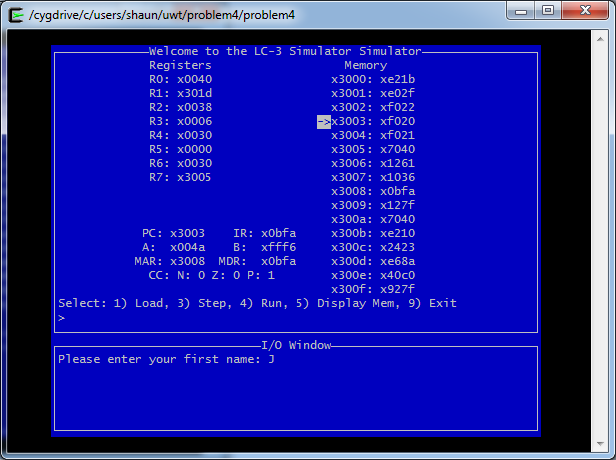 /cygdrive/c/users/shaun/uwt/problem4/problem4
Welcome to the LC-3 Simulator Simulator
Registers Memory
R0: x0040 x3000: xe21b
R1: x301d x3001: xe02f
R2: x0038 x3002: xf022
R3: x0006 ->x3003: xf020
R4: x0030 x3004: xf021
R5: x0000 x3005: x7040
R6: x0030 x3006: x1261
R7: x3005 x3007: x1036
x3008: x0bfa
x3009: x127f
x300a: x7040
PC: x3003 IR: x0bfa x300b: xe210
A: x004a B: xfff6 x300c: x2423
MAR: x3008 MDR: x0bfa x300d: xe68a
CC: N: 0 Z: 0 P: 1 x300e: x40c0
x300f: x927f
Select: 1) Load, 3) Step, 4) Run, 5) Display Mem, 9) Exit
>
I/O Window
Please enter your first name: J